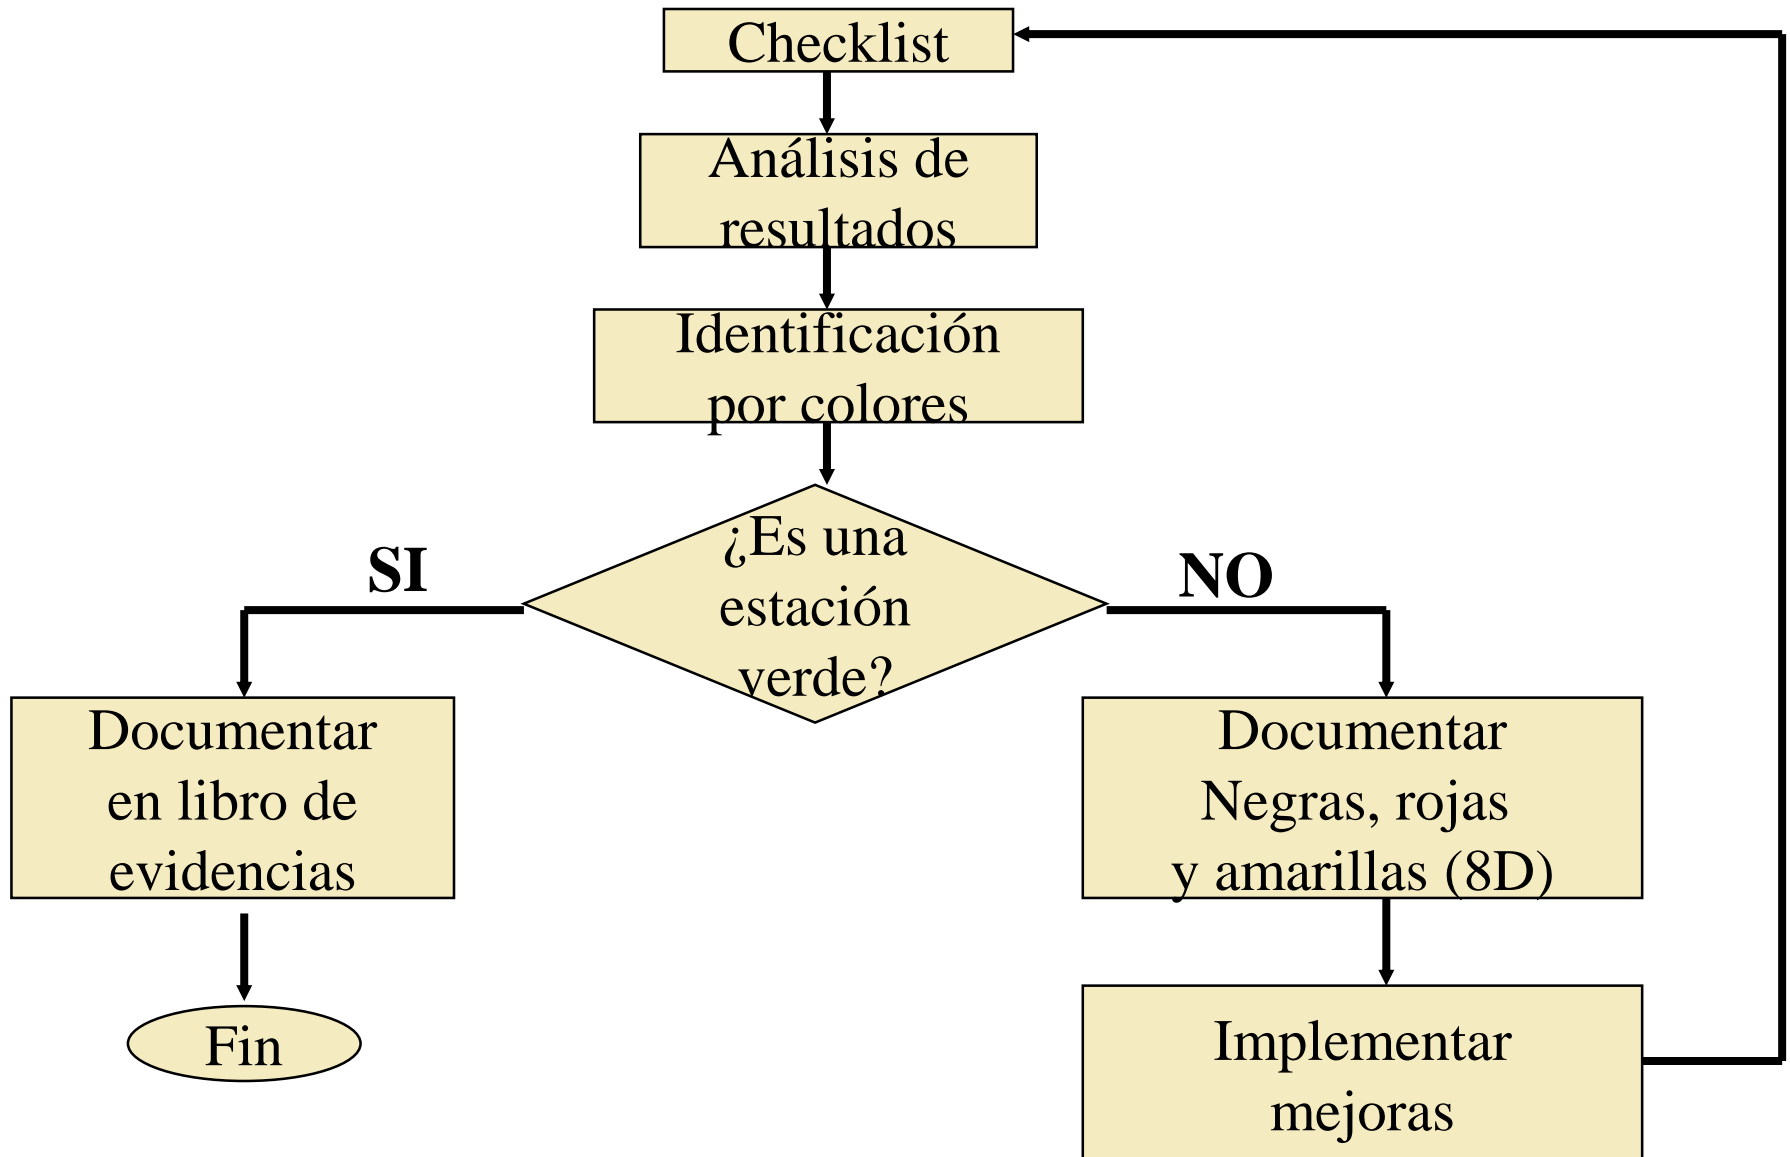 Checklist
Análisis de
resultados
Identificación
por colores
¿Es una
estación
verde?
SI
NO
Documentar
en libro de
evidencias
Documentar
Negras, rojas
y amarillas (8D)
Fin
Implementar
mejoras